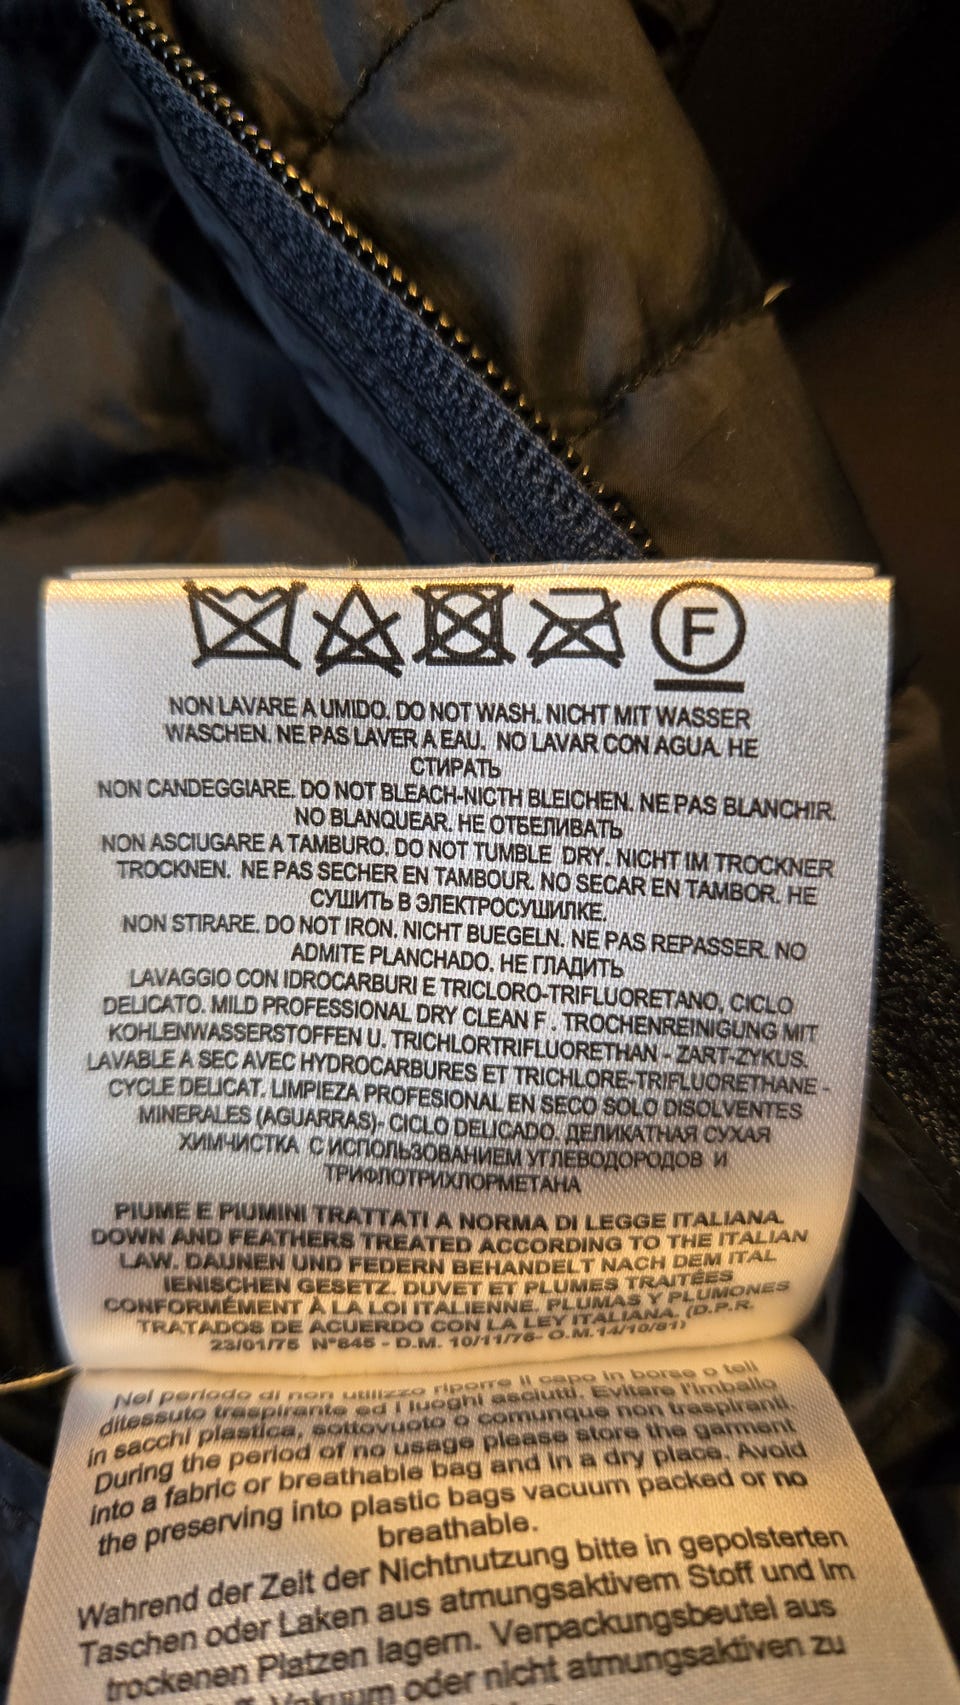 F
NON LAVARE A UMIDO. DO NOT WASH. NICHT MIT WASSER
WASCHEN. NE PAS LAVER A EAU. NO LAVAR CON AGUA. НЕ
СТИРАТЬ
NON CANDEGGIARE. DO NOT BLEACH-NICTH BLEICHEN. NE PAS BLANCHIR.
NO BLANQUEAR. НЕ ОТБЕЛИВАТЬ
NON ASCIUGARE A TAMBURO. DO NOT TUMBLE DRY. NICHT IM TROCKNER
TROCKNEN. NE PAS SECHER EN TAMBOUR. NO SECAR EN TAMBOR. НЕ
СУШИТЬ В ЭЛЕКТРОСУШИЛКЕ.
NON STIRARE. DO NOT IRON. NICHT BUEGELN. NE PAS REPASSER. NO
ADMITE PLANCHADO. НЕ ГЛАДИТЬ
LAVAGGIO CON IDROCARBURI E TRICLORO-TRIFLUORETANO, CICLO
DELICATO. MILD PROFESSIONAL DRY CLEAN F . TROCHENREINIGUNG MIT
KOHLENWASSERSTOFFEN U. TRICHLORTRIFLUORETHAN - ZART-ZYKUS.
LAVABLE A SEC AVEC HYDROCARBURES ET TRICHLORE-TRIFLUORETHANE -
CYCLE DELICAT. LIMPIEZA PROFESIONAL EN SECO SOLO DISOLVENTES
MINERALES (AGUARRAS)- CICLO DELICADO. ДЕЛИКАТНАЯ СУХАЯ
ХИМЧИСТКА С ИСПОЛЬЗОВАНИЕМ УГЛЕВОДОРОДОВ И
ТРИФЛОТРИХЛОРМЕТАНА
PIUME E PIUMINI TRATTATI A NORMA DI LEGGE ITALIANA.
DOWN AND FEATHERS TREATED ACCORDING TO THE ITALIAN
LAW. DAUNEN UND FEDERN BEHANDELT NACH DEM ITAL
IENISCHEN GESETZ. DUVET ET PLUMES TRAITÉES
CONFORMÉMENT À LA LOI ITALIENNE. PLUMAS Y PLUMONES
TRATADOS DE ACUERDO CON LA LEY ITALIANA. (D.P.R.
23/01/75 N°845 - D.M. 10/11/76- O.M.14/10/81)
Nel periodo di non utilizzo riporre il capo in borse o teli
ditessuto traspirante ed i luoghi asciutti. Evitare l'imballo
in sacchi plastica, sottovuoto o comunque non traspiranti.
During the period of no usage please store the garment
into a fabric or breathable bag and in a dry place. Avoid
the preserving into plastic bags vacuum packed or no
breathable.
Wahrend der Zeit der Nichtnutzung bitte in gepolsterten
Taschen oder Laken aus atmungsaktivem Stoff und im
trockenen Platzen lagern. Verpackungsbeutel aus
Vakuum oder nicht atmungsaktiven zu